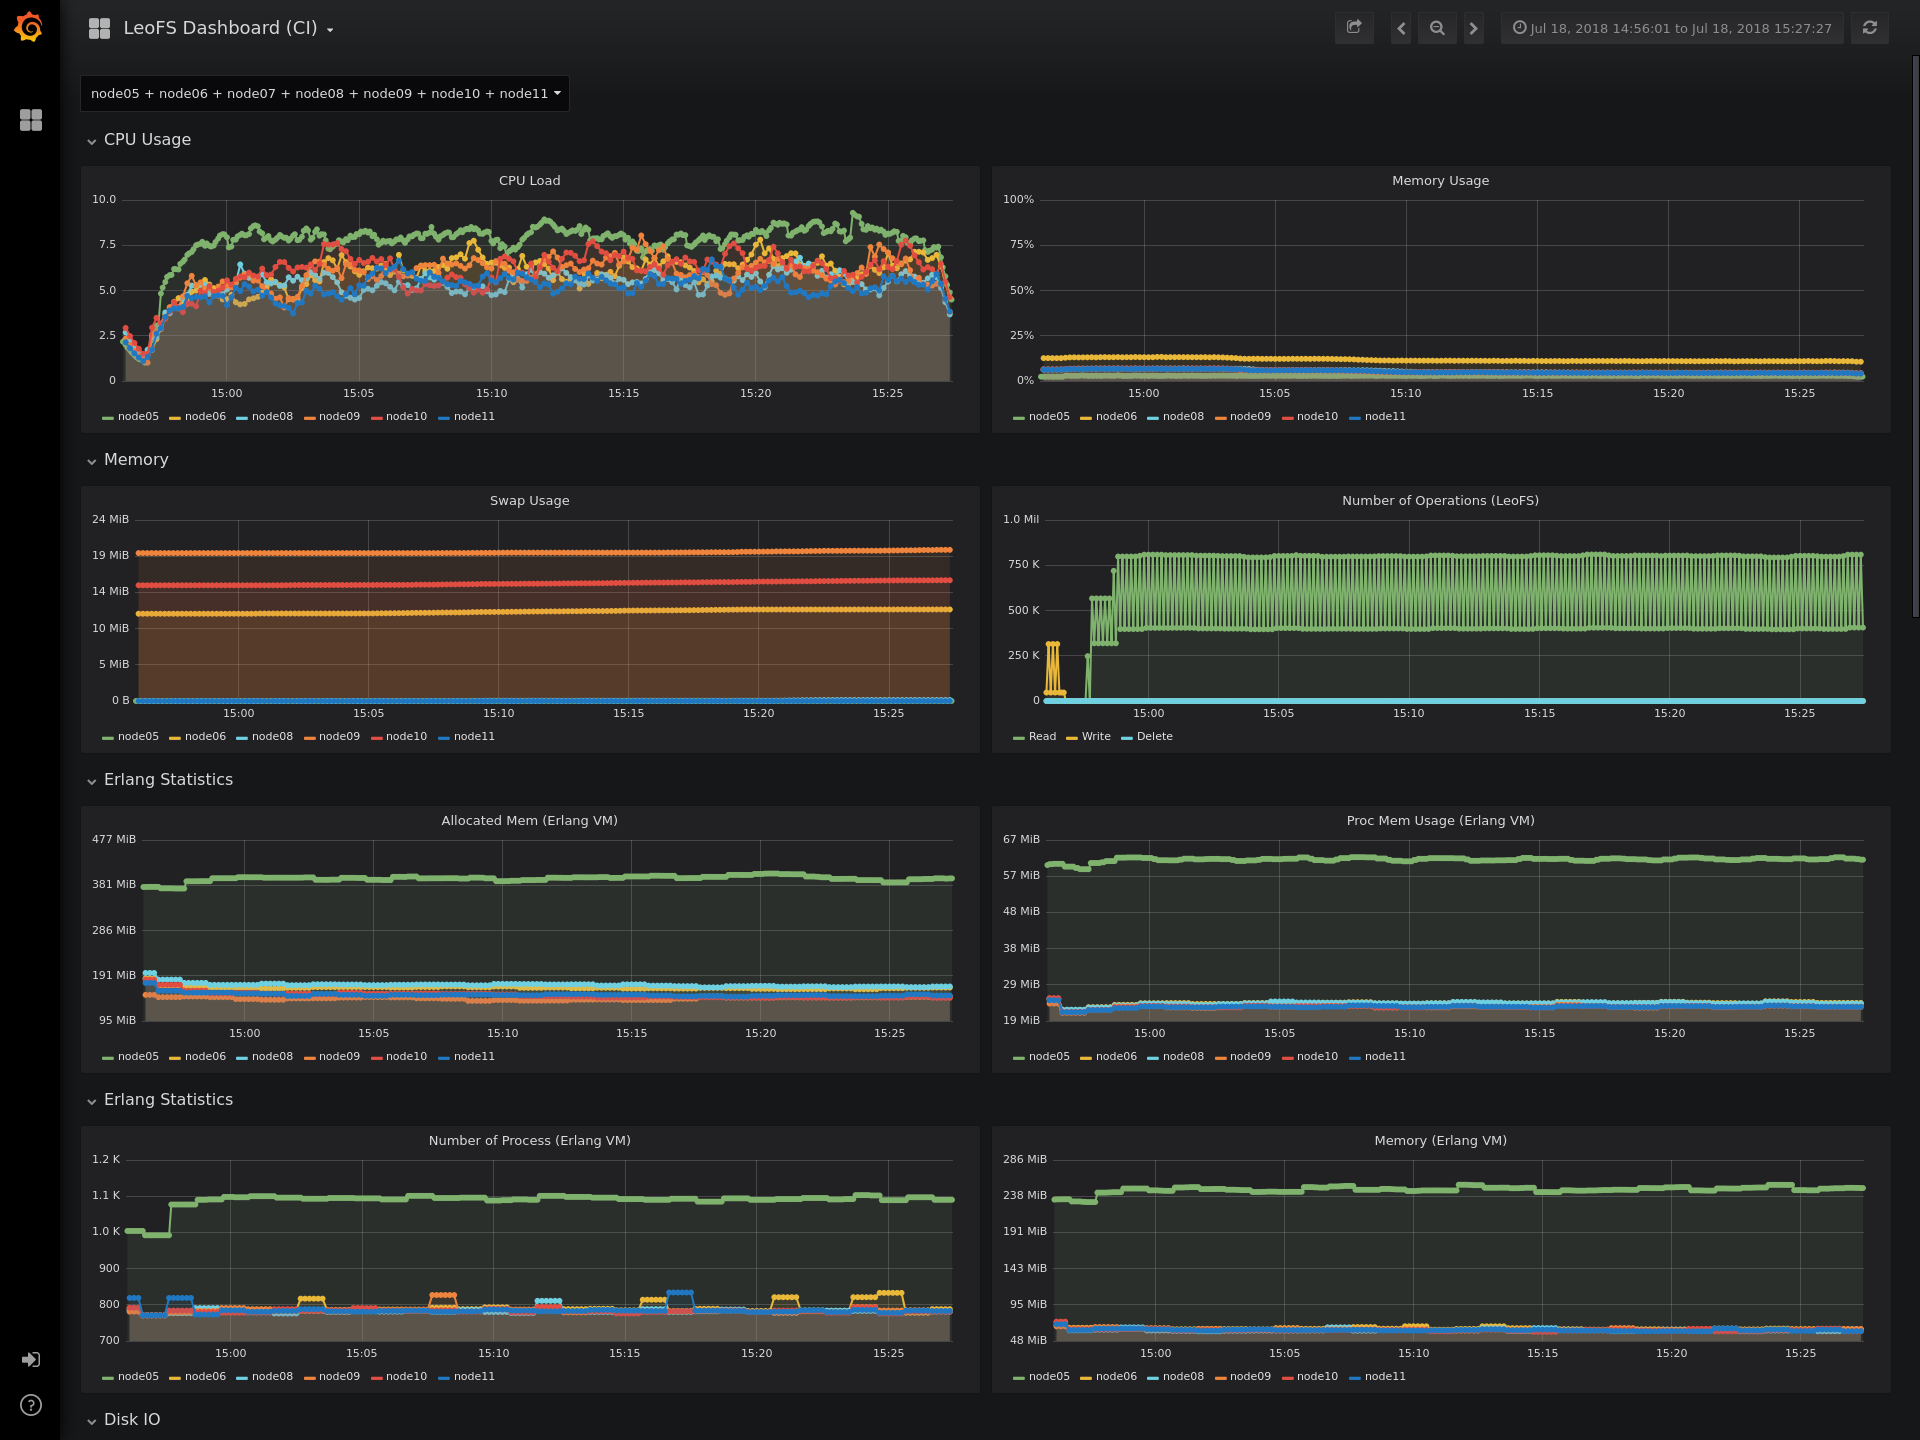 LeoFS Dashboard (CI)
Jul 18, 2018 14:56:01 to Jul 18, 2018 15:27:27
node05 + node06 + node07 + node08 + node09 + node10 + node11
CPU Usage
CPU Load
10.0
7.5
5.0
2.5
0
15:00 15:05 15:10 15:15 15:20 15:25
node05 node06 node08 node09 node10 node11
Memory Usage
100%
75%
50%
25%
0%
15:00 15:05 15:10 15:15 15:20 15:25
node05 node06 node08 node09 node10 node11
Memory
Swap Usage
24 MiB
19 MiB
14 MiB
10 MiB
5 MiB
0 B
15:00 15:05 15:10 15:15 15:20 15:25
node05 node06 node08 node09 node10 node11
Number of Operations (LeoFS)
1.0 Mil
750 K
500 K
250 K
0
15:00 15:05 15:10 15:15 15:20 15:25
Read Write Delete
Erlang Statistics
Allocated Mem (Erlang VM)
477 MiB
381 MiB
286 MiB
191 MiB
95 MiB
15:00 15:05 15:10 15:15 15:20 15:25
node05 node06 node08 node09 node10 node11
Proc Mem Usage (Erlang VM)
67 MiB
57 MiB
48 MiB
38 MiB
29 MiB
19 MiB
15:00 15:05 15:10 15:15 15:20 15:25
node05 node06 node08 node09 node10 node11
Erlang Statistics
Number of Process (Erlang VM)
1.2 K
1.1 K
1.0 K
900
800
700
15:00 15:05 15:10 15:15 15:20 15:25
node05 node06 node08 node09 node10 node11
Memory (Erlang VM)
286 MiB
238 MiB
191 MiB
143 MiB
95 MiB
48 MiB
15:00 15:05 15:10 15:15 15:20 15:25
node05 node06 node08 node09 node10 node11
Disk IO